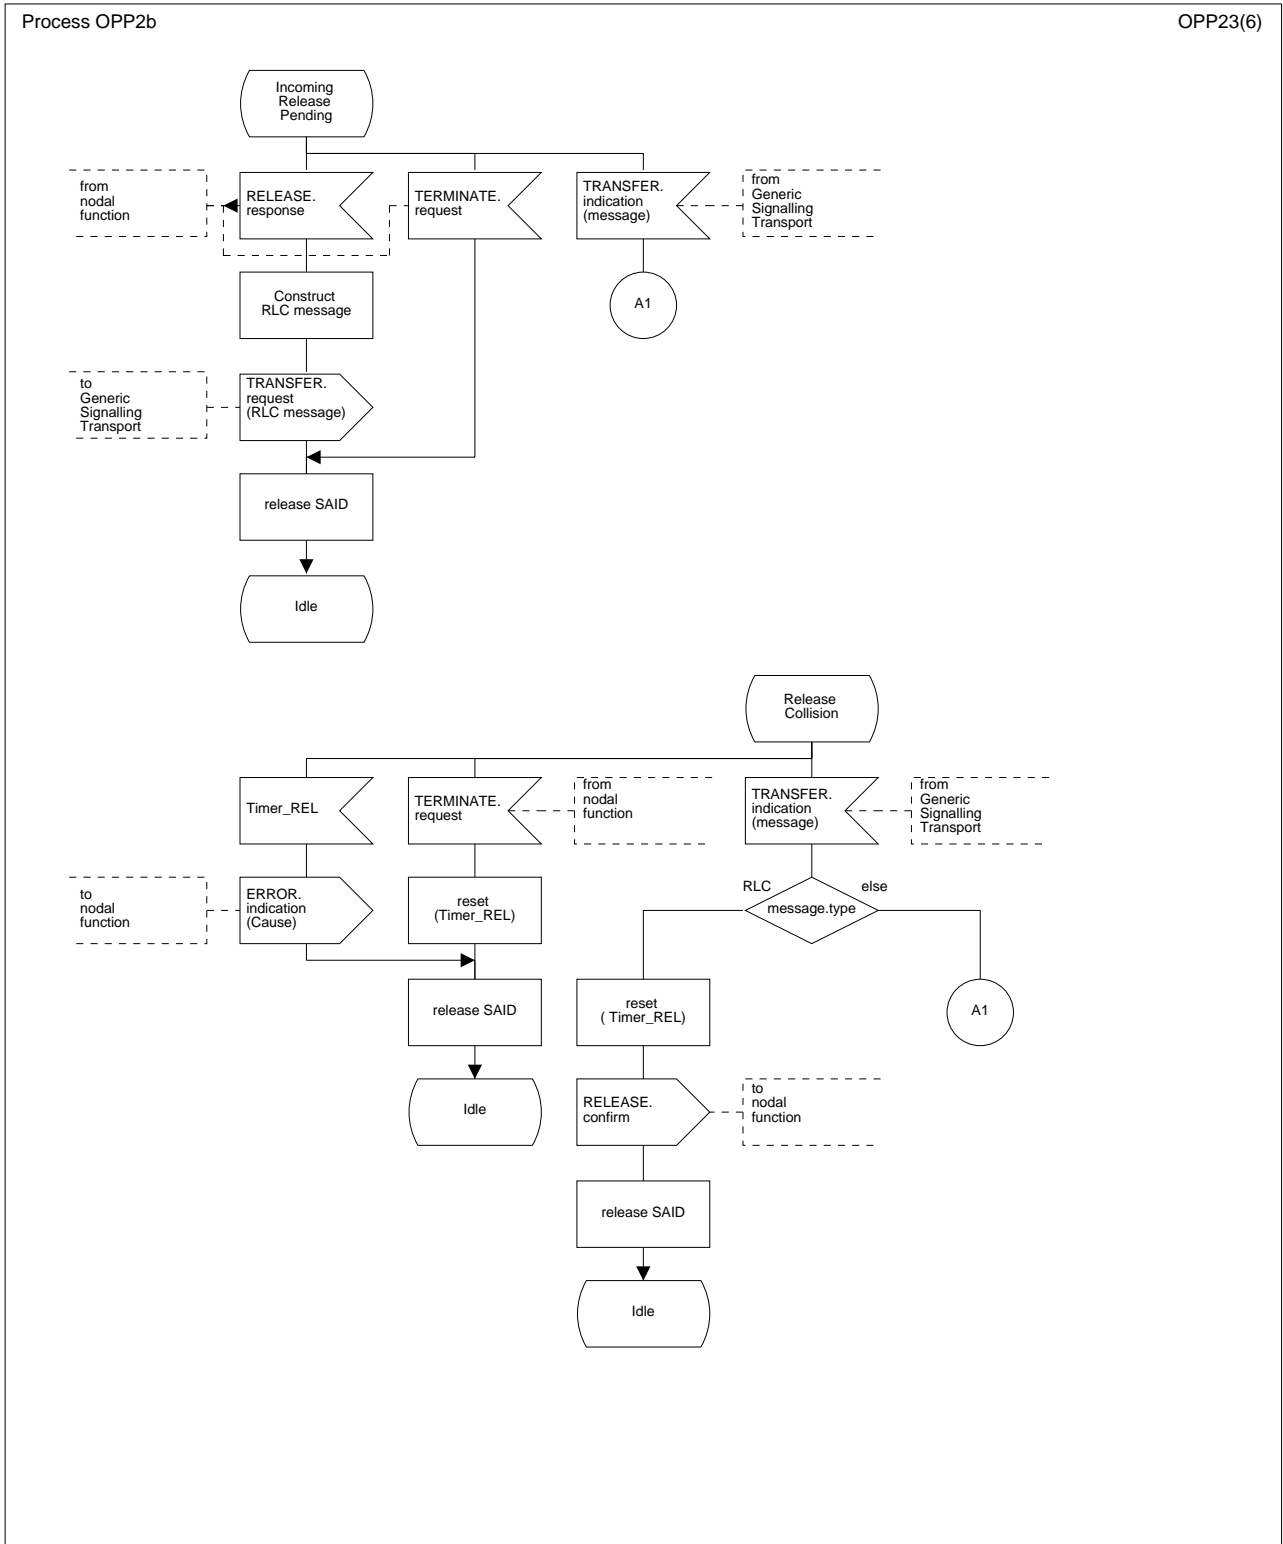 Process OPP2b
OPP23(6)
Incoming
Release
Pending
from
nodal
function
RELEASE.
response
TERMINATE.
request
TRANSFER.
indication
(message)
from
Generic
Signalling
Transport
Construct
RLC message
A1
to
Generic
Signalling
Transport
TRANSFER.
request
(RLC message)
release SAID
Idle
Release
Collision
Timer_REL
TERMINATE.
request
from
nodal
function
TRANSFER.
indication
(message)
from
Generic
Signalling
Transport
to
nodal
function
ERROR.
indication
(Cause)
reset
(Timer_REL)
RLC
else
message.type
release SAID
reset
( Timer_REL)
A1
Idle
RELEASE.
confirm
to
nodal
function
release SAID
Idle